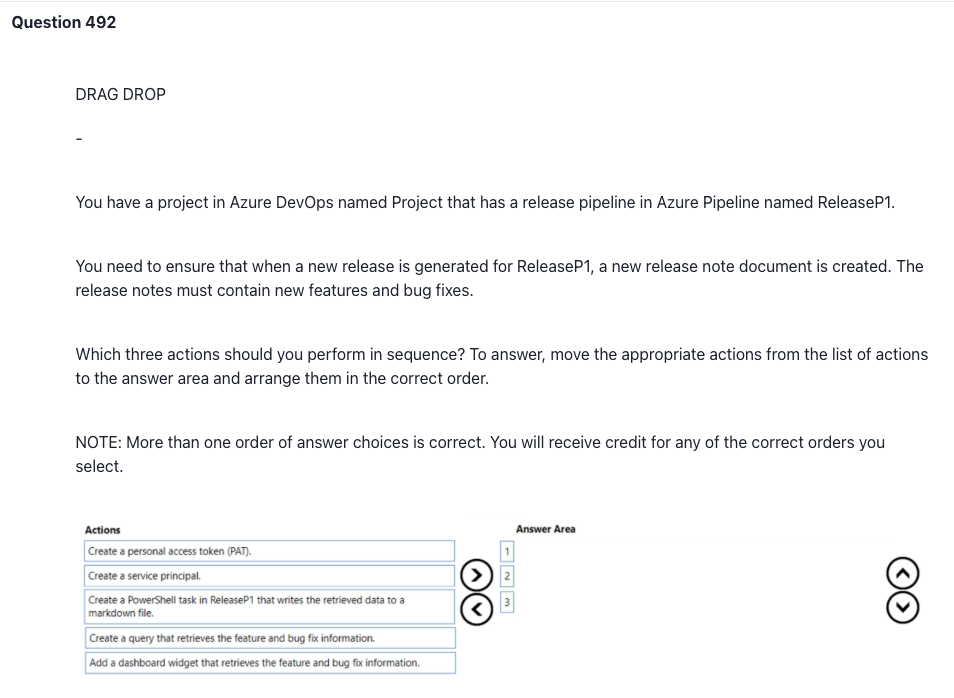 Question 492
DRAG DROP
-
You have a project in Azure DevOps named Project that has a release pipeline in Azure Pipeline named ReleaseP1.
You need to ensure that when a new release is generated for ReleaseP1, a new release note document is created. The
release notes must contain new features and bug fixes.
Which three actions should you perform in sequence? To answer, move the appropriate actions from the list of actions
to the answer area and arrange them in the correct order.
NOTE: More than one order of answer choices is correct. You will receive credit for any of the correct orders you
select.
Actions
Create a personal access token (PAT).
Create a service principal.
Create a PowerShell task in ReleaseP1 that writes the retrieved data to a
markdown file.
Create a query that retrieves the feature and bug fix information.
Add a dashboard widget that retrieves the feature and bug fix information.
Answer Area
1
2
3